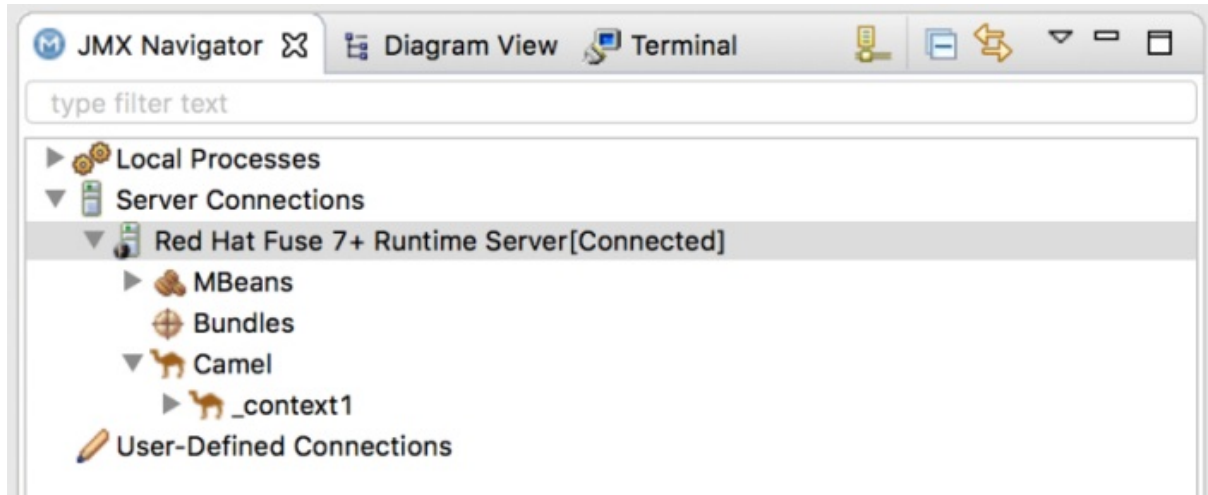 JMX Navigator Diagram View Terminal
type filter text
Local Processes
Server Connections
Red Hat Fuse 7+ Runtime Server[Connected]
MBeans
Bundles
Camel
_context1
User-Defined Connections